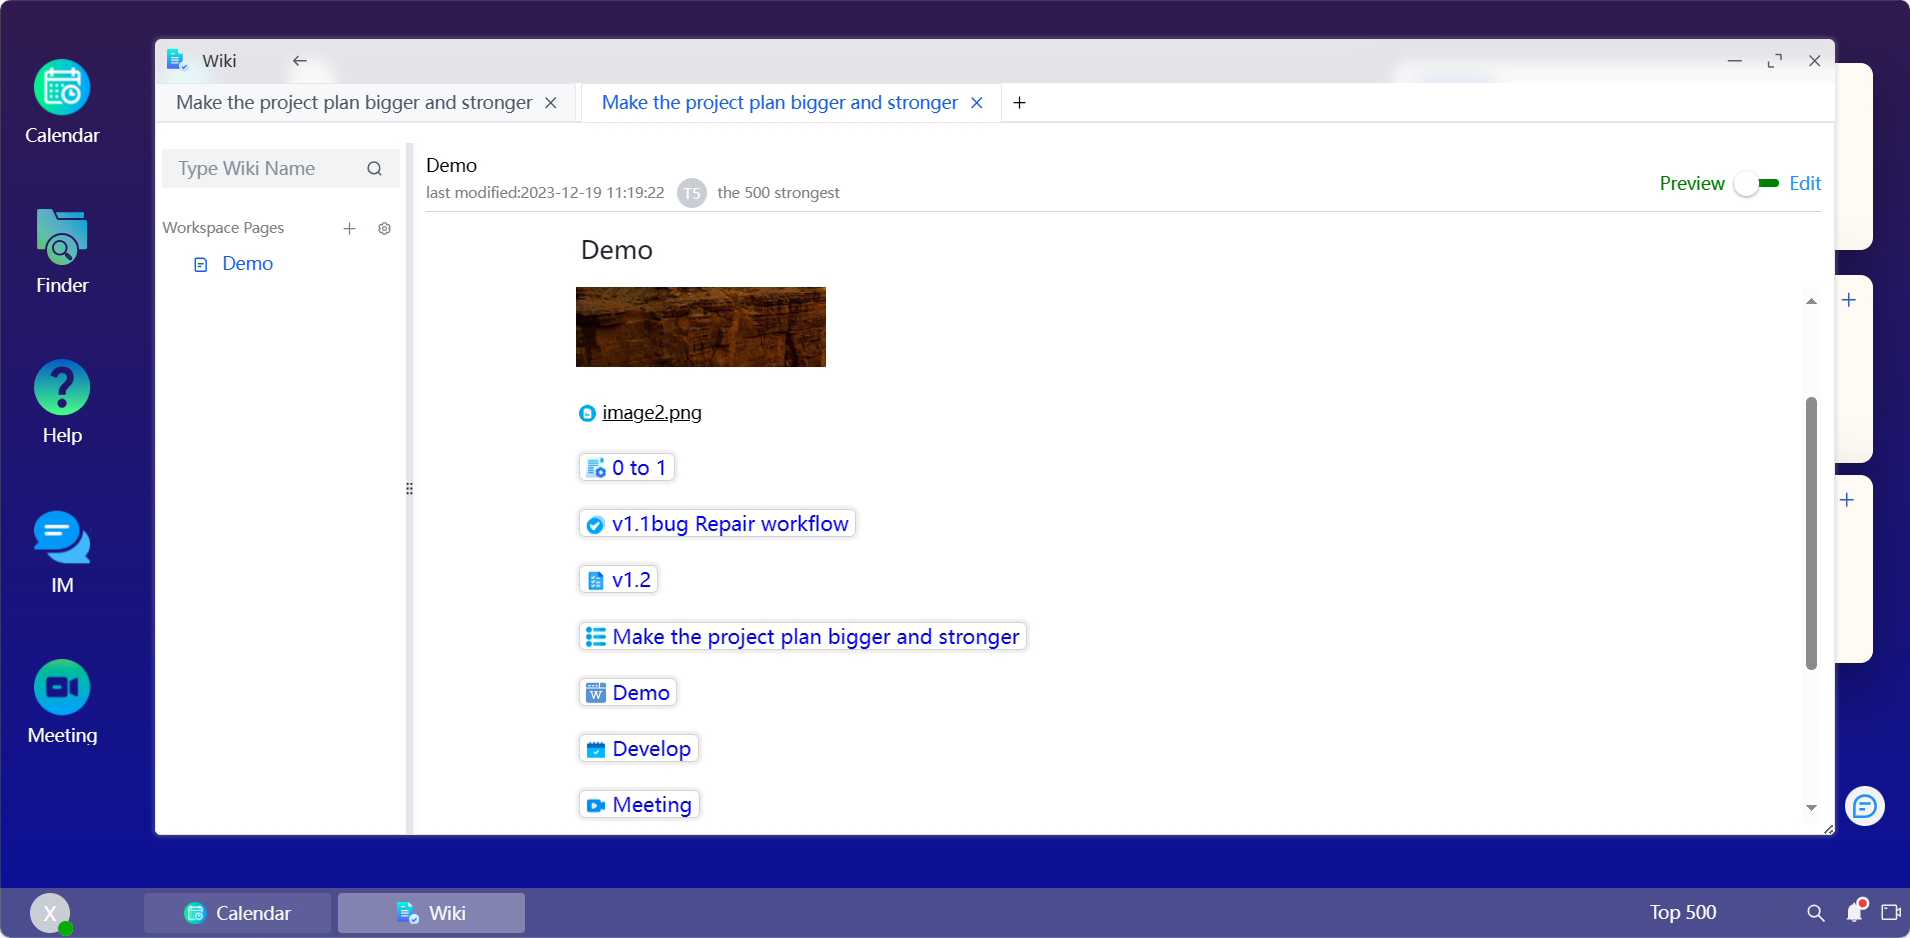 Wiki
Make the project plan bigger and stronger
Make the project plan bigger and stronger
Calendar
Type Wiki Name
Demo
last modified:2023-12-19 11:19:22 T5 the 500 strongest
Preview Edit
Workspace Pages
Demo
Demo
Finder
image2.png
Help
0 to 1
v1.1bug Repair workflow
v1.2
IM
Make the project plan bigger and stronger
Demo
Develop
Meeting
Meeting
X
Calendar
Wiki
Top 500